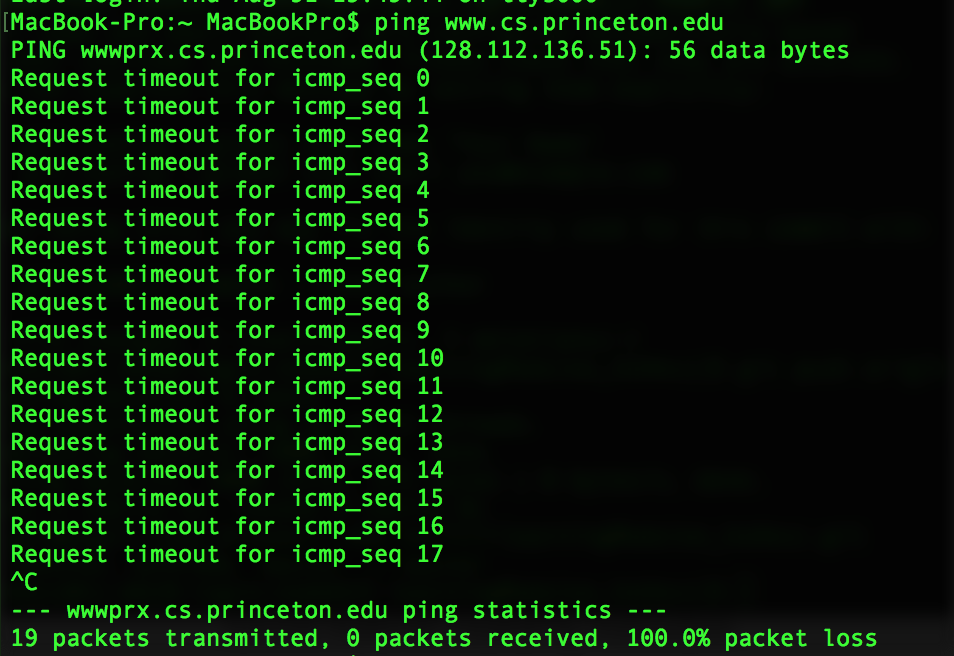 [MacBook-Pro:~ MacBookPro$ ping www.cs.princeton.edu
PING wwwprx.cs.princeton.edu (128.112.136.51): 56 data bytes
Request timeout for icmp_seq 0
Request timeout for icmp_seq 1
Request timeout for icmp_seq 2
Request timeout for icmp_seq 3
Request timeout for icmp_seq 4
Request timeout for icmp_seq 5
Request timeout for icmp_seq 6
Request timeout for icmp_seq 7
Request timeout for icmp_seq 8
Request timeout for icmp_seq 9
Request timeout for icmp_seq 10
Request timeout for icmp_seq 11
Request timeout for icmp_seq 12
Request timeout for icmp_seq 13
Request timeout for icmp_seq 14
Request timeout for icmp_seq 15
Request timeout for icmp_seq 16
Request timeout for icmp_seq 17
^C
--- wwwprx.cs.princeton.edu ping statistics ---
19 packets transmitted, 0 packets received, 100.0% packet loss